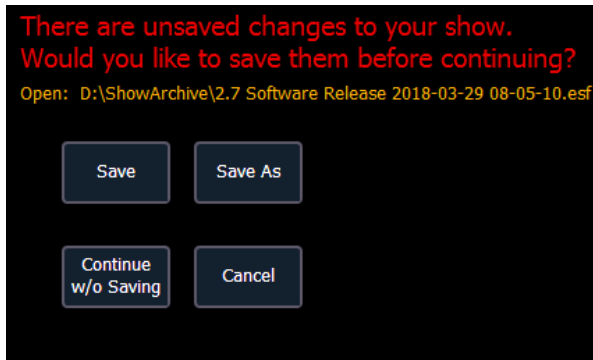 There are unsaved changes to your show.
Would you like to save them before continuing?
Open: D:\ShowArchive\2.7 Software Release 2018-03-29 08-05-10.esf
Save
Save As
Continue
w/o Saving
Cancel